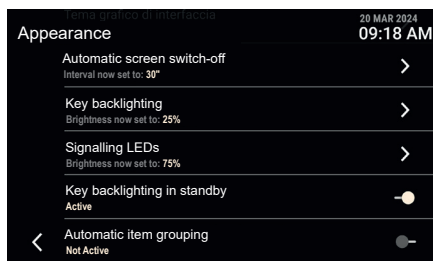 Tema grafico di interfaccia
20 MAR 2024
Appearance
09:18 AM
Automatic screen switch-off
Interval now set to: 30"
Key backlighting
Brightness now set to: 25%
Signalling LEDs
Brightness now set to: 75%
Key backlighting in standby
Active
Automatic item grouping
Not Active